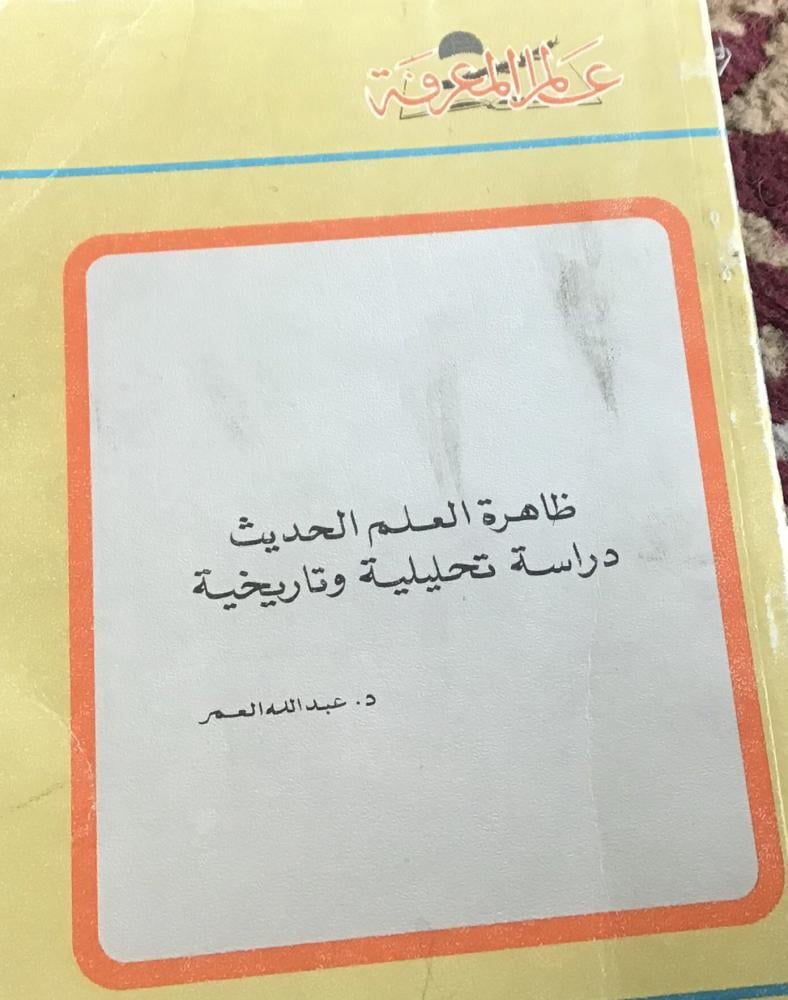 عالم المعرفة
ظاهرة العلم الحديث
دراسة تحليلية وتاريخية
د. عبدالله العمر